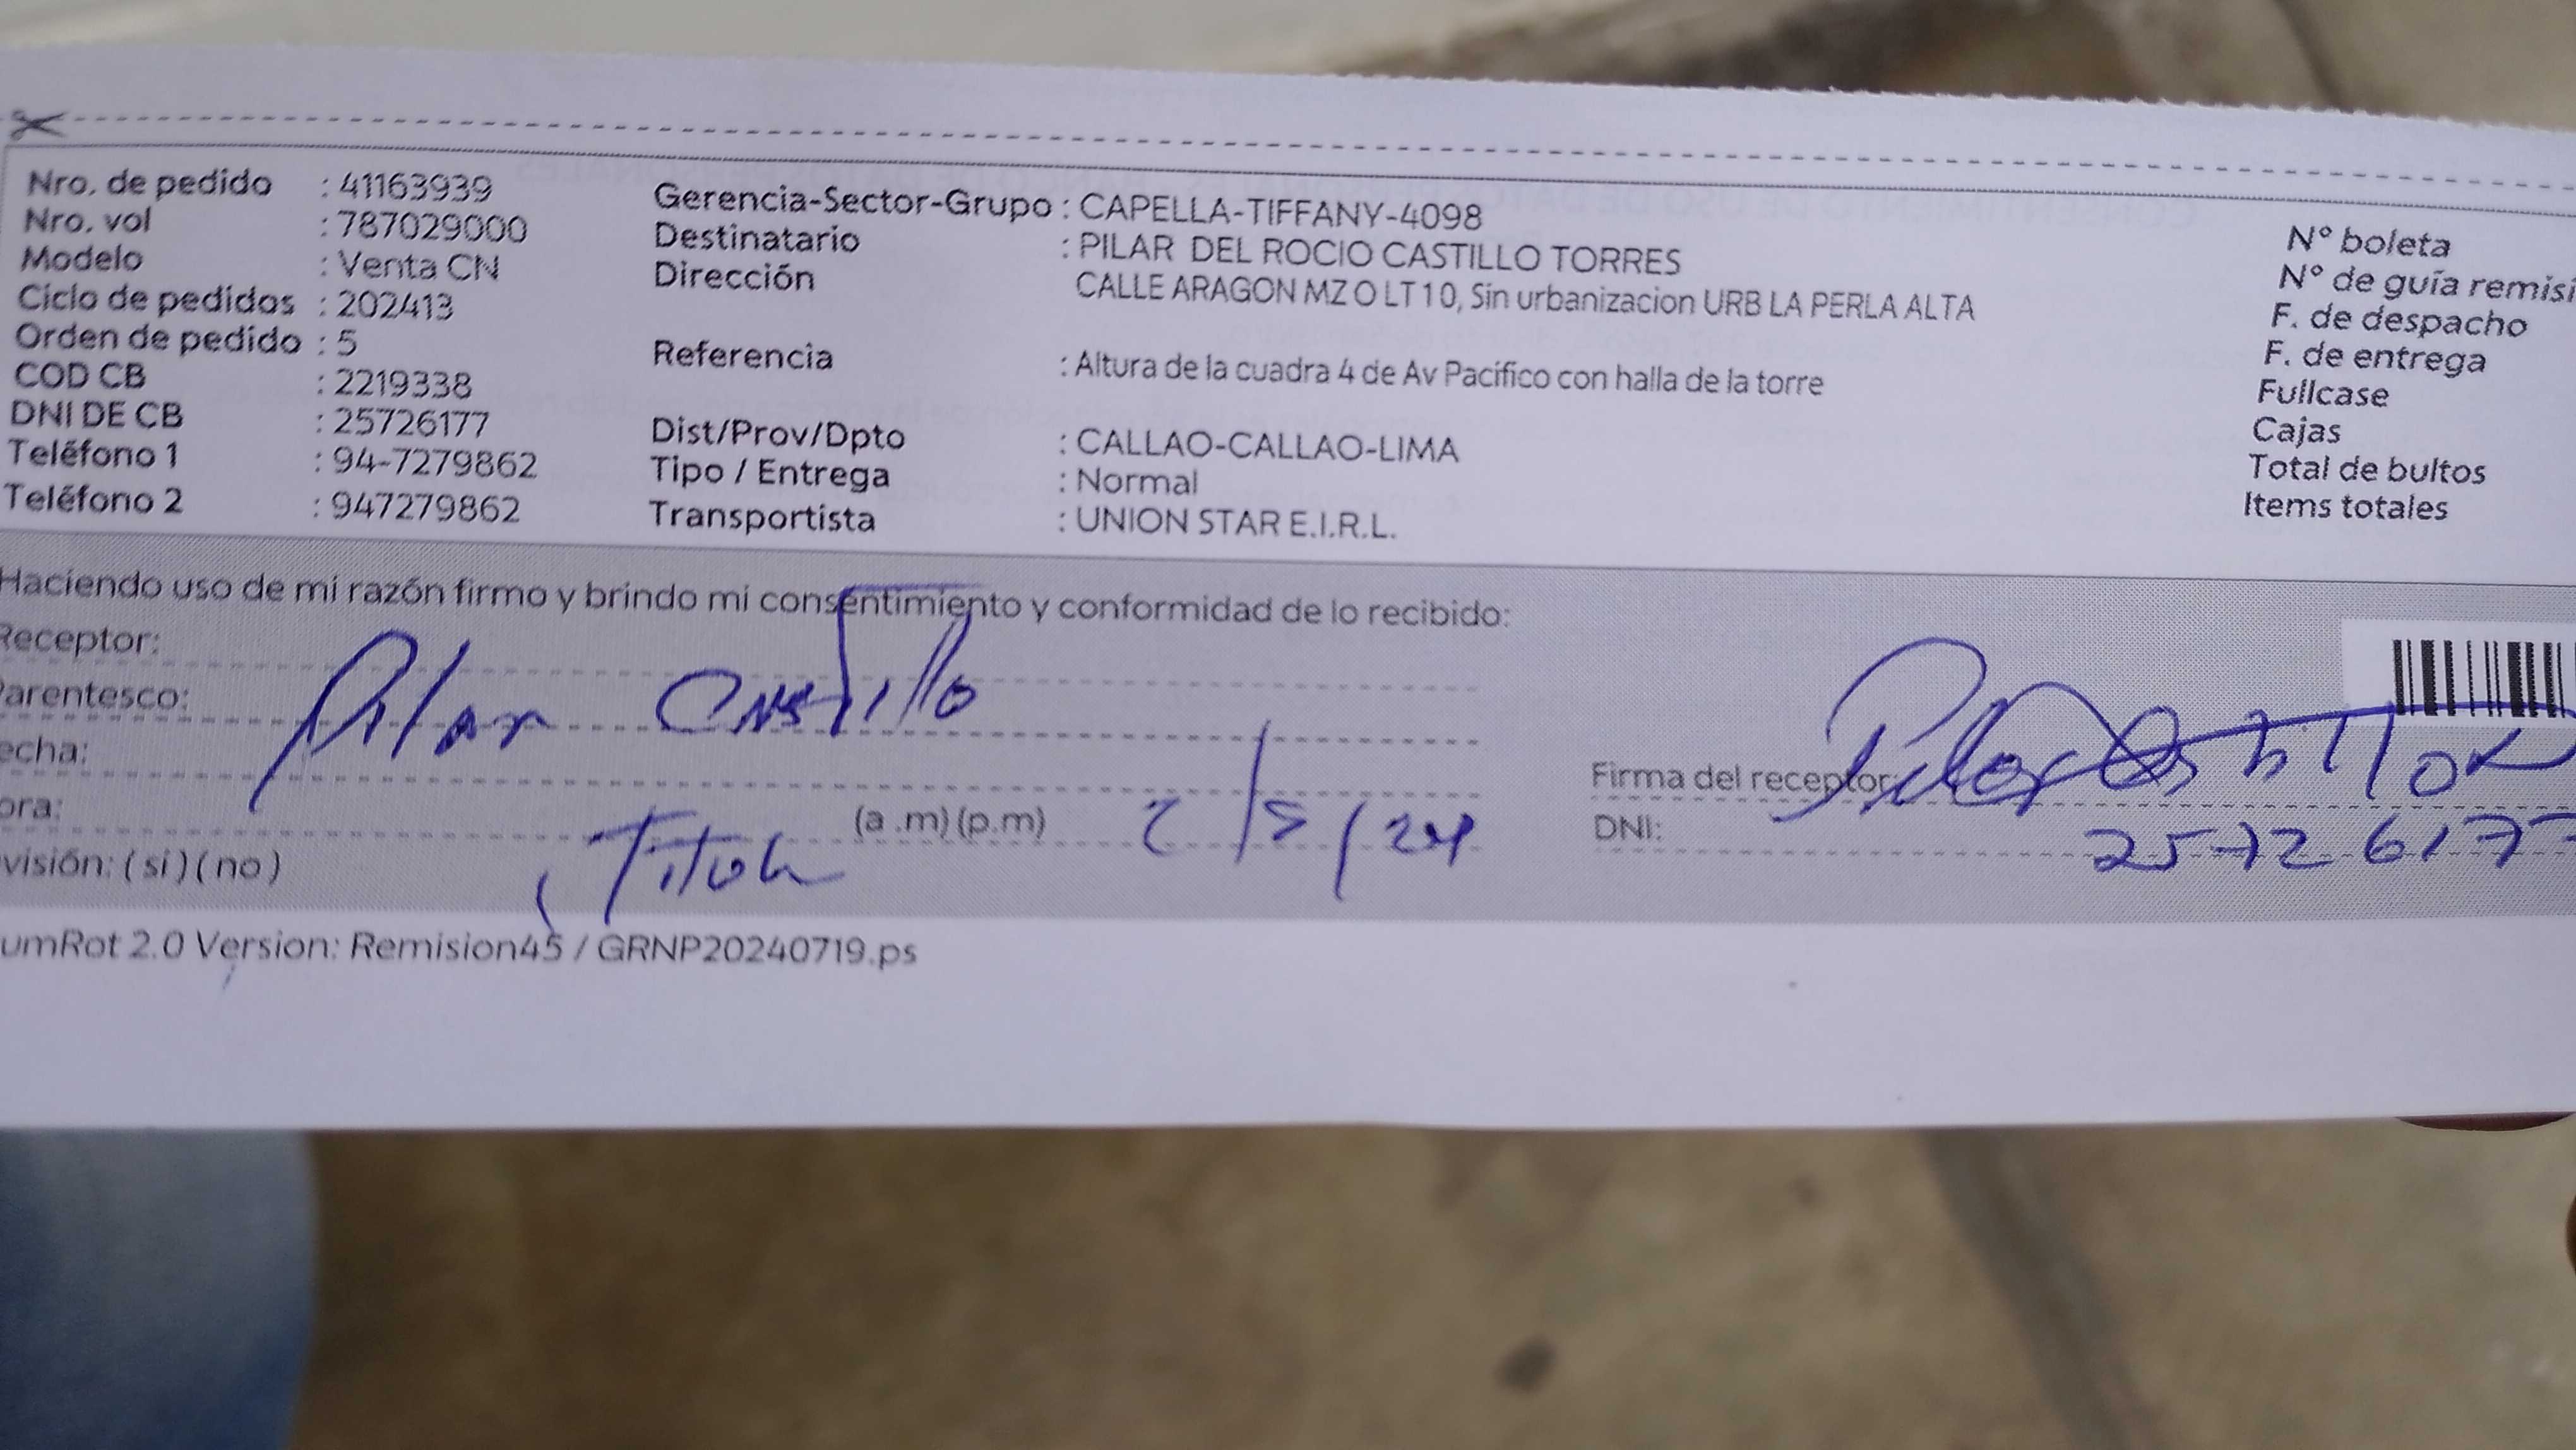 Nro. de pedido : 41163939
Nro. vol : 787029000
Modelo : Venta CN
Ciclo de pedidos : 202413
Orden de pedido : 5
COD CB : 2219338
DNI DE CB : 25726177
Teléfono 1 : 94-7279862
Teléfono 2 : 947279862
Gerencia-Sector-Grupo : CAPELLA-TIFFANY-4098
Destinatario : PILAR DEL ROCIO CASTILLO TORRES
Dirección CALLE ARAGON MZ O LT 10, Sin urbanizacion URB LA PERLA ALTA
Referencia : Altura de la cuadra 4 de Av Pacifico con halla de la torre
Dist/Prov/Dpto : CALLAO-CALLAO-LIMA
Tipo / Entrega : Normal
Transportista : UNION STAR E.I.R.L.
N° boleta
N° de guía remisi
F. de despacho
F. de entrega
Fullcase
Cajas
Total de bultos
Items totales
Haciendo uso de mi razón firmo y brindo mi consentimiento y conformidad de lo recibido:
Receptor:
Parentesco: Pilar Castillo
echa:
ora: (a .m) (p.m)
visión: ( si ) ( no )
Firma del receptor:
DNI: 25726177
umRot 2.0 Version: Remision45 / GRNP20240719.ps